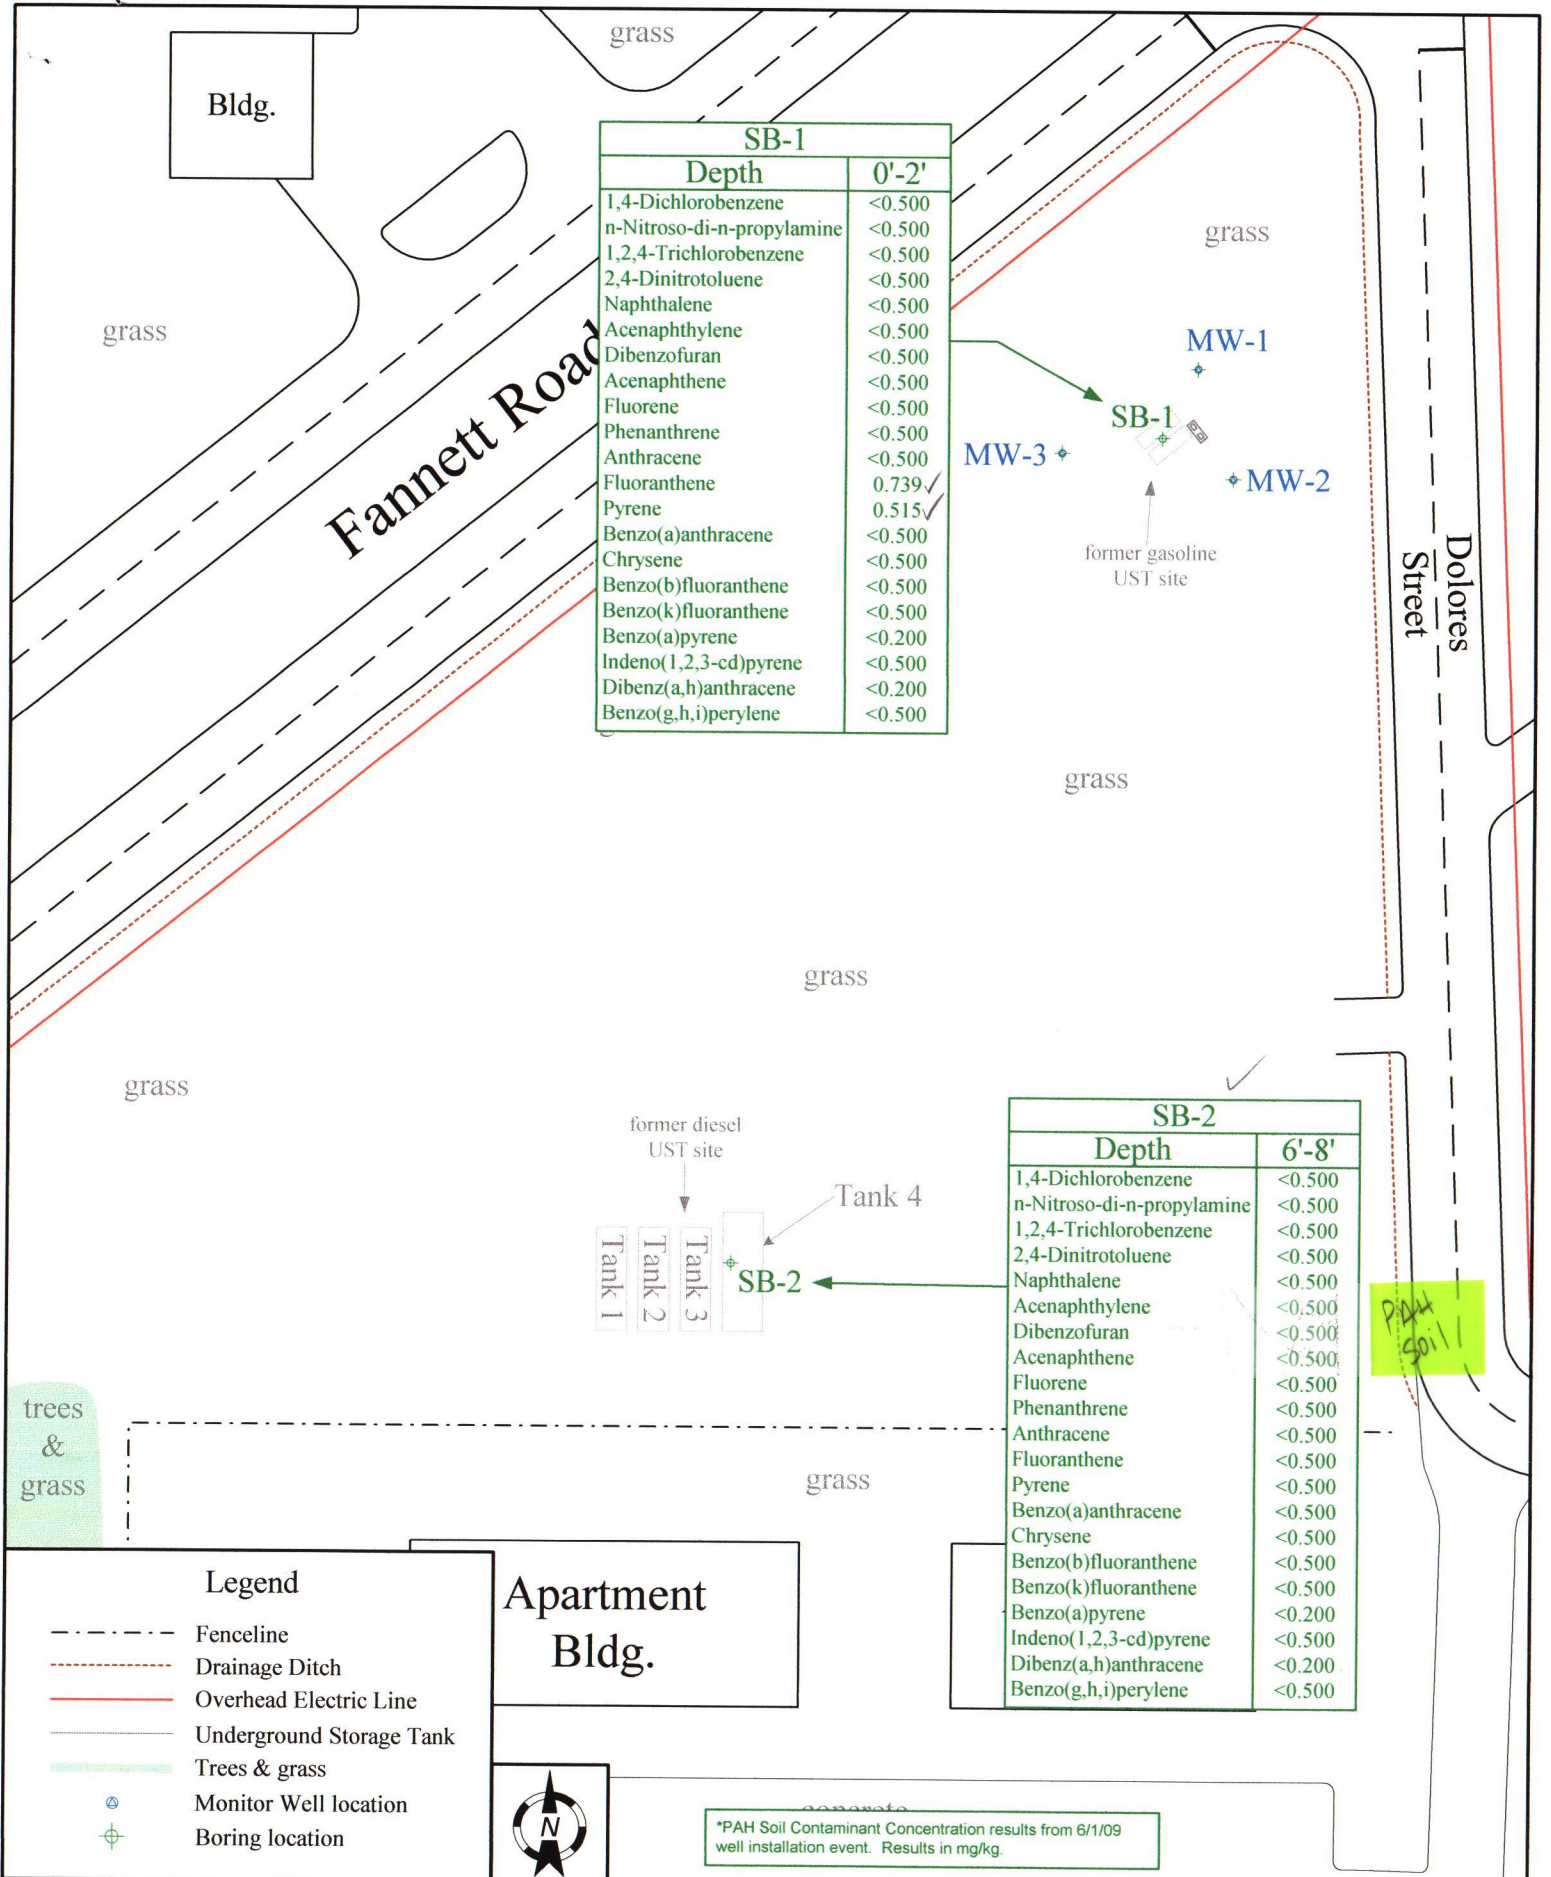 grass
Bldg.
SB-1
Depth 0'-2'
1,4-Dichlorobenzene <0.500
n-Nitroso-di-n-propylamine <0.500
1,2,4-Trichlorobenzene <0.500
2,4-Dinitrotoluene <0.500
Naphthalene <0.500
Acenaphthylene <0.500
Dibenzofuran <0.500
Acenaphthene <0.500
Fluorene <0.500
Phenanthrene <0.500
Anthracene <0.500
Fluoranthene 0.739
Pyrene 0.515
Benzo(a)anthracene <0.500
Chrysene <0.500
Benzo(b)fluoranthene <0.500
Benzo(k)fluoranthene <0.500
Benzo(a)pyrene <0.200
Indeno(1,2,3-cd)pyrene <0.500
Dibenz(a,h)anthracene <0.200
Benzo(g,h,i)perylene <0.500
grass
grass
Fannett Road
MW-1
SB-1
MW-3
MW-2
former gasoline
UST site
Dolores
Street
grass
grass
grass
former diesel
UST site
Tank 4
Tank 1
Tank 2
Tank 3
SB-2
SB-2
Depth 6'-8'
1,4-Dichlorobenzene <0.500
n-Nitroso-di-n-propylamine <0.500
1,2,4-Trichlorobenzene <0.500
2,4-Dinitrotoluene <0.500
Naphthalene <0.500
Acenaphthylene <0.500
Dibenzofuran <0.500
Acenaphthene <0.500
Fluorene <0.500
Phenanthrene <0.500
Anthracene <0.500
Fluoranthene <0.500
Pyrene <0.500
Benzo(a)anthracene <0.500
Chrysene <0.500
Benzo(b)fluoranthene <0.500
Benzo(k)fluoranthene <0.500
Benzo(a)pyrene <0.200
Indeno(1,2,3-cd)pyrene <0.500
Dibenz(a,h)anthracene <0.200
Benzo(g,h,i)perylene <0.500
PAH
Soil
trees
&
grass
grass
Apartment
Bldg.
Legend
Fenceline
Drainage Ditch
Overhead Electric Line
Underground Storage Tank
Trees & grass
Monitor Well location
Boring location
N
concrete
*PAH Soil Contaminant Concentration results from 6/1/09
well installation event. Results in mg/kg.